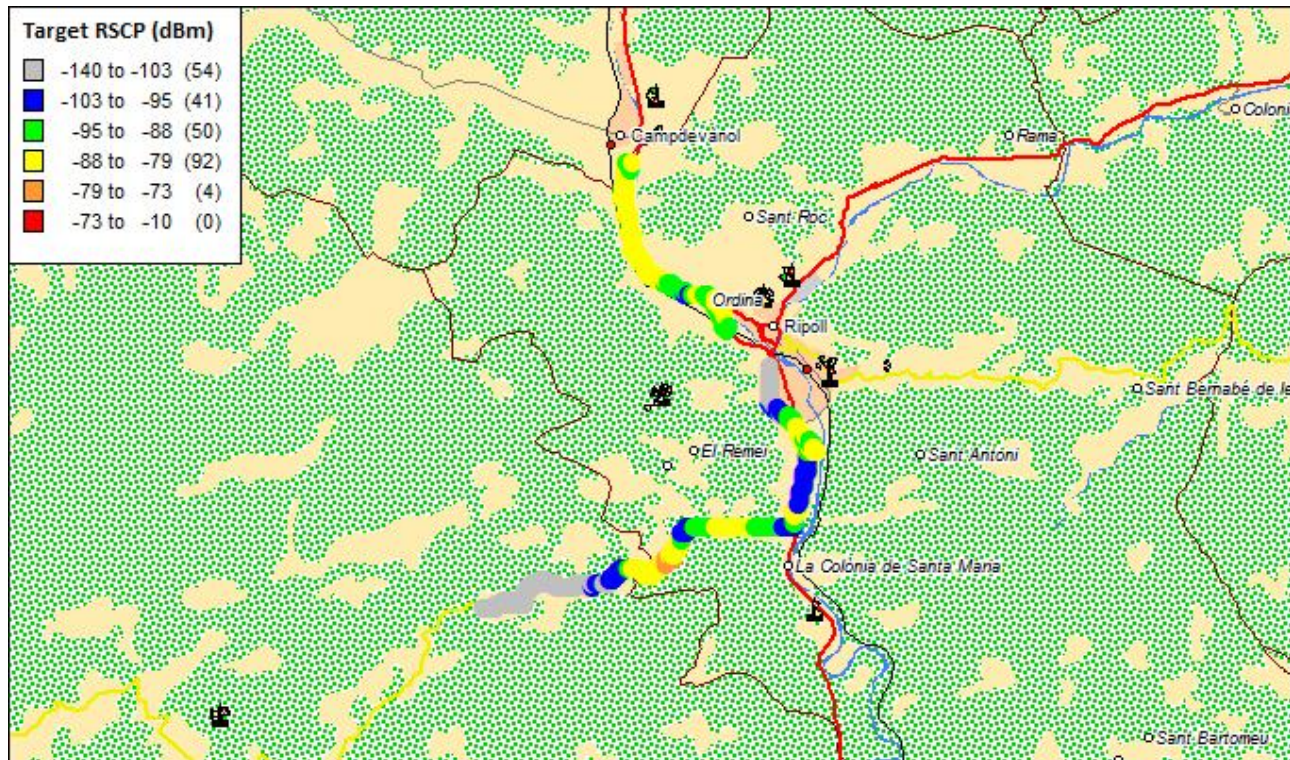 Target RSCP (dBm)
-140 to -103 (54)
-103 to -95 (41)
-95 to -88 (50)
-88 to -79 (92)
-79 to -73 (4)
-73 to -10 (0)
Coloni
Campdevànol
Rama
Sant Roc
Ordina
Ripoll
Sant Bernabé de le
El Remei
Sant Antoni
La Colònia de Santa Maria
Sant Bartomeu